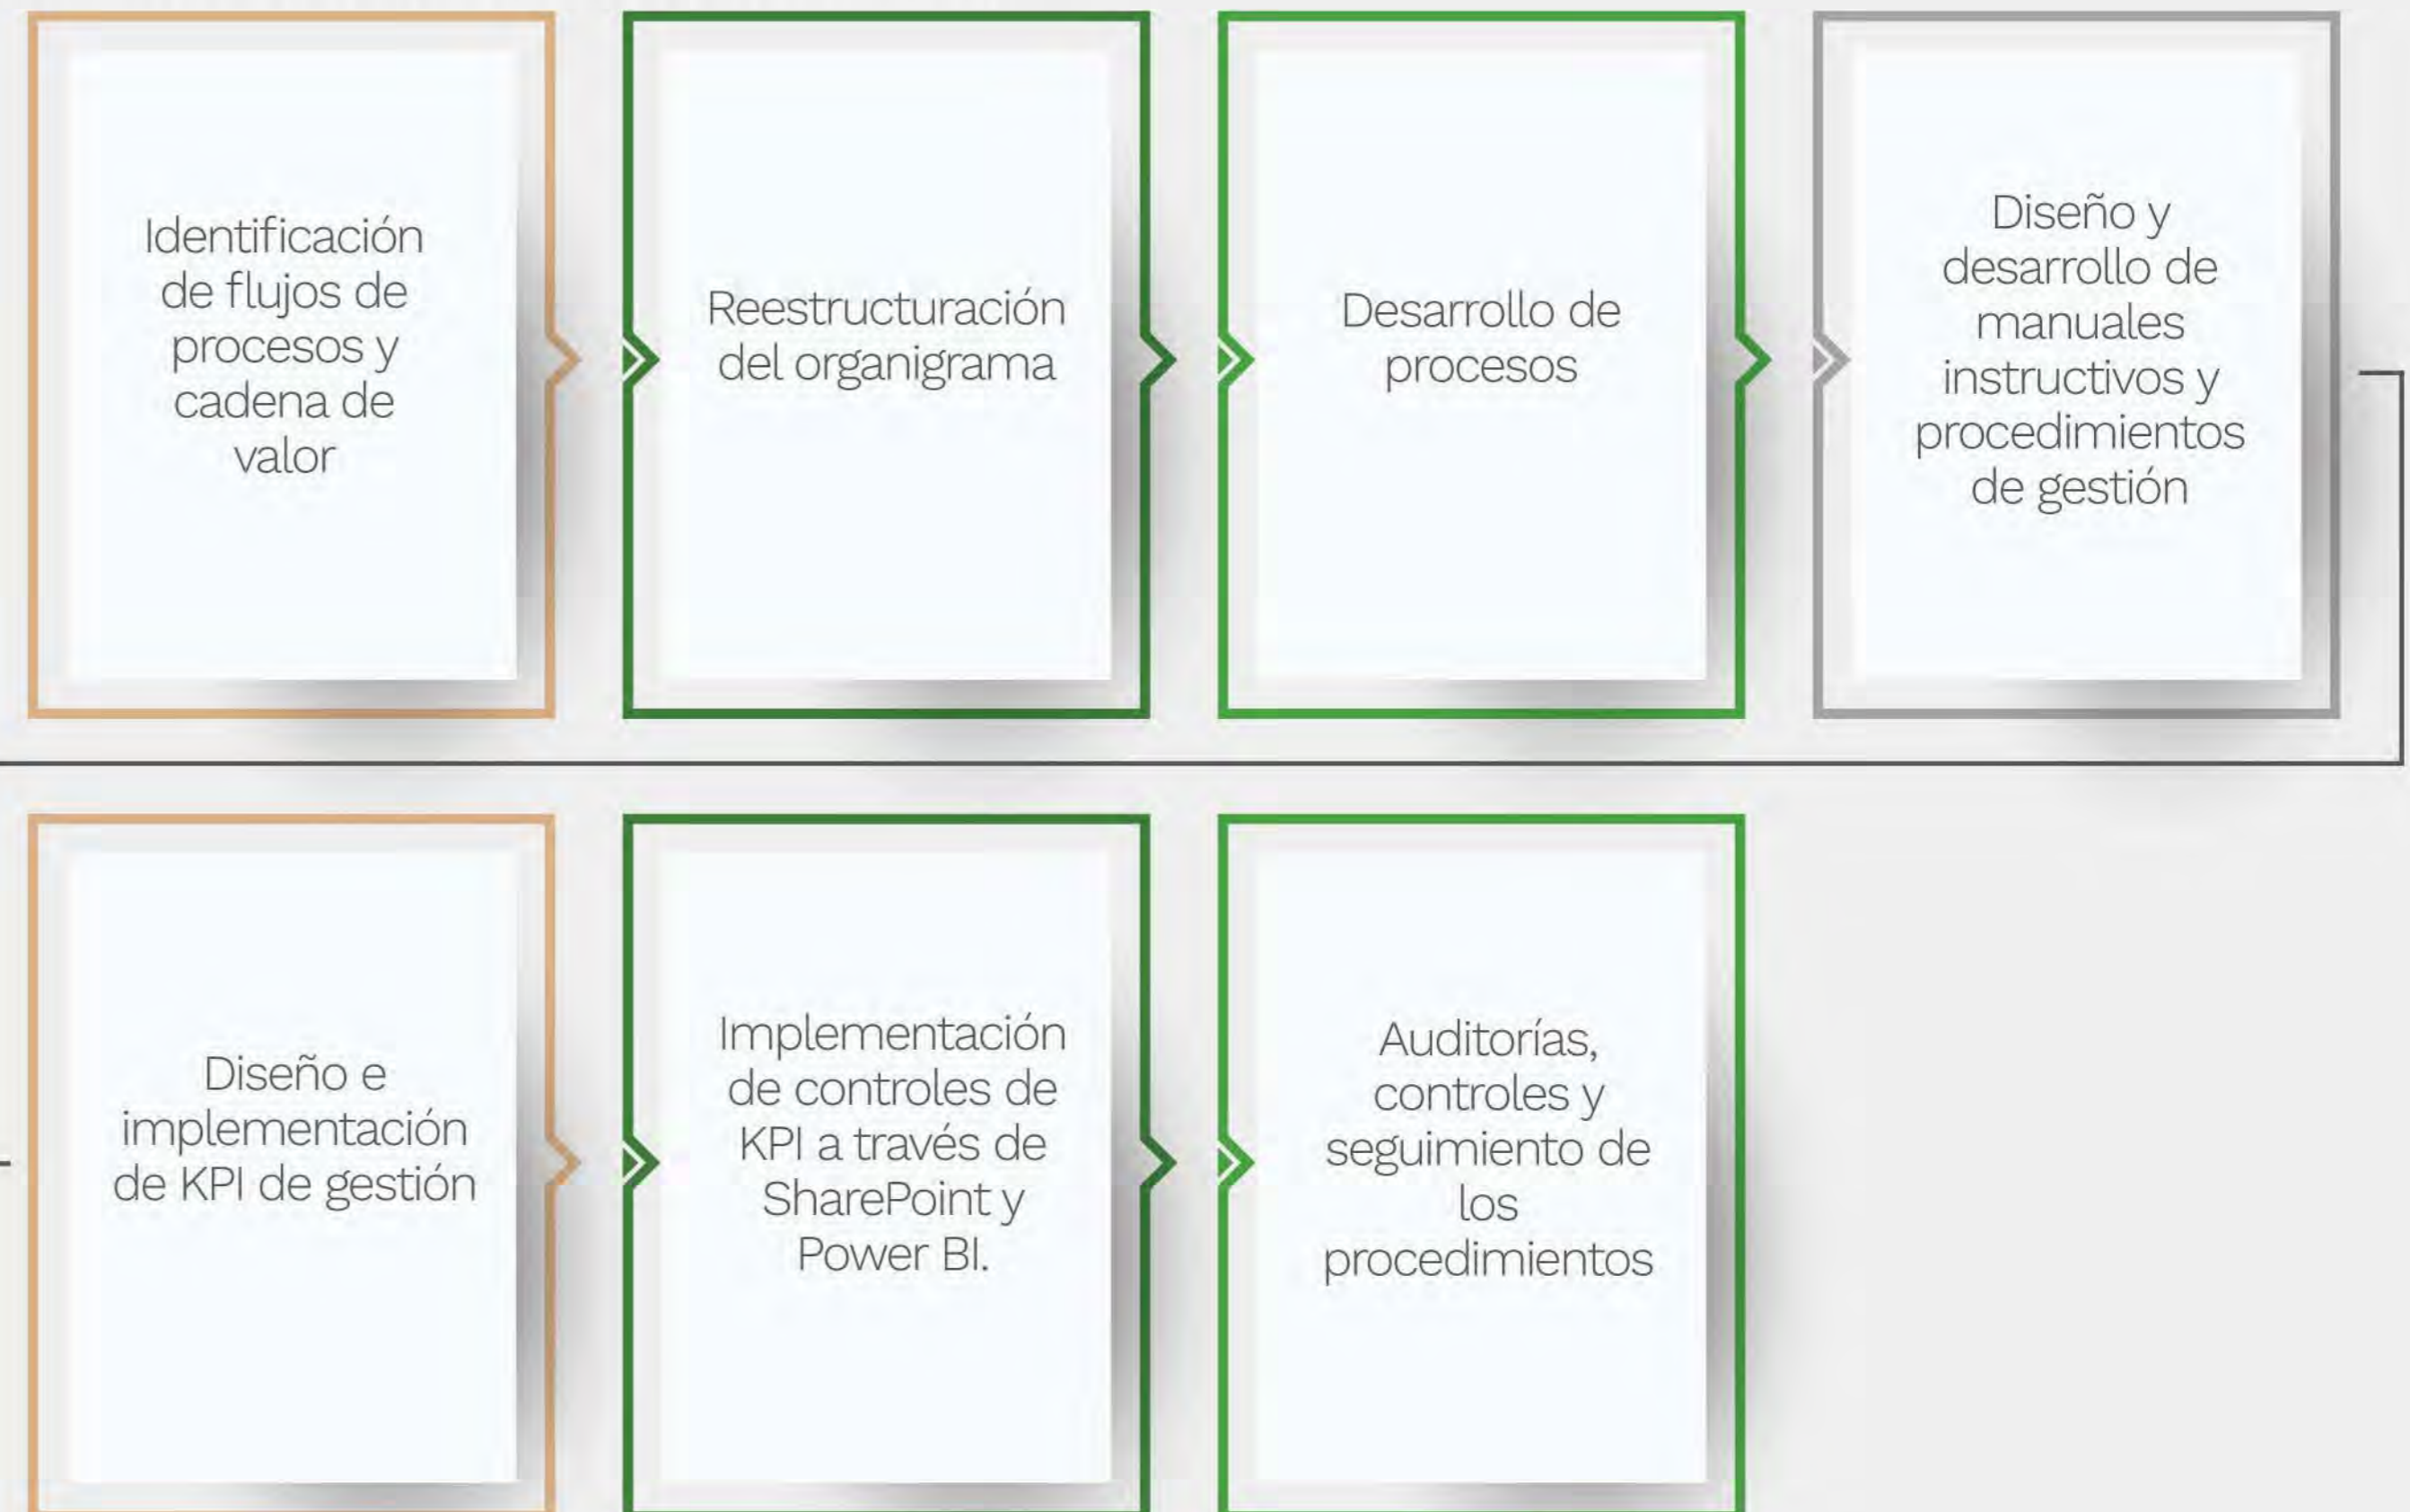 Identificación
de flujos de
procesos y
cadena de
valor
Reestructuración
del organigrama
Desarrollo de
procesos
Diseño y
desarrollo de
manuales
instructivos y
procedimientos
de gestión
Diseño e
implementación
de KPI de gestión
Implementación
de controles de
KPI a través de
SharePoint y
Power BI.
Auditorías,
controles y
seguimiento de
los
procedimientos